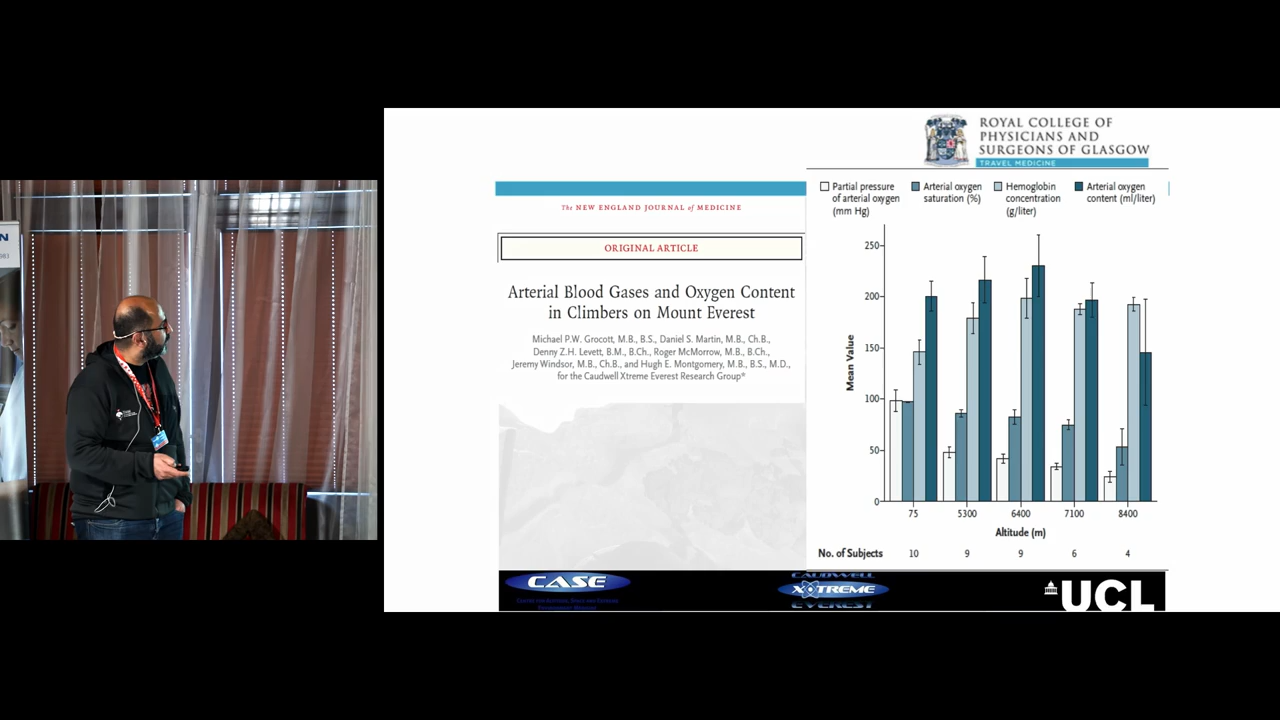 N
ROYAL COLLEGE OF
PHYSICIANS AND
SURGEONS OF GLASGOW
TRAVEL MEDICINE
The NEW ENGLAND JOURNAL of MEDICINE
ORIGINAL ARTICLE
Arterial Blood Gases and Oxygen Content
in Climbers on Mount Everest
Michael P.W. Grocott, M.B., B.S., Daniel S. Martin, M.B., Ch.B.,
Denny Z.H. Levett, B.M., B.Ch., Roger McMorrow, M.B., B.Ch.,
Jeremy Windsor, M.B., Ch.B., and Hugh E. Montgomery, M.B., B.S., M.D.,
for the Caudwell Xtreme Everest Research Group*
Partial pressure
of arterial oxygen
(mm Hg)
Arterial oxygen
saturation (%)
Hemoglobin
concentration
(g/liter)
Arterial oxygen
content (ml/liter)
Mean Value
250
200
150
100
50
0
75 5300 6400 7100 8400
Altitude (m)
No. of Subjects 10 9 9 6 4
CASE
CAUDWELL
XTREME
EVEREST
UCL